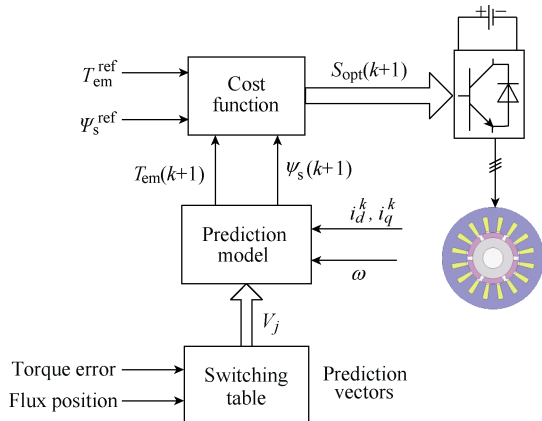 + −
T_em^ref
Ψ_s^ref
Cost
function
S_opt(k+1)
T_em(k+1)
ψ_s(k+1)
Prediction
model
i_d^k, i_q^k
ω
V_j
Torque error
Flux position
Switching
table
Prediction
vectors